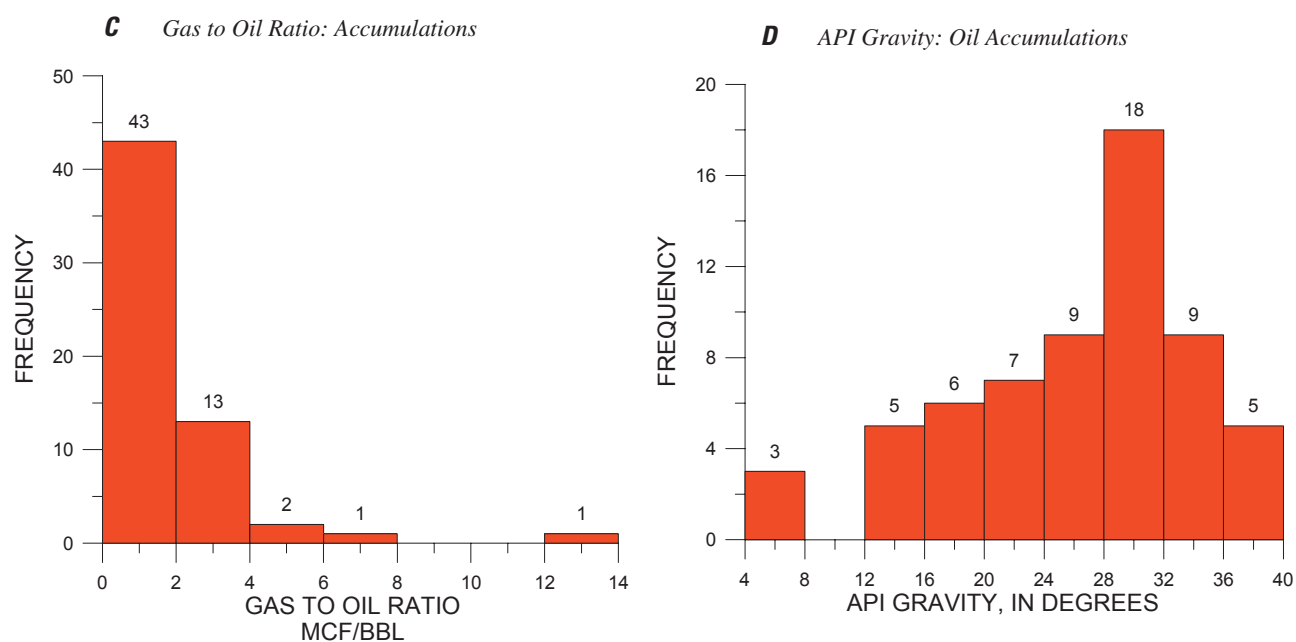 C Gas to Oil Ratio: Accumulations
50
40
30
20
10
0
FREQUENCY
43
13
2
1
1
0 2 4 6 8 10 12 14
GAS TO OIL RATIO
MCF/BBL
D API Gravity: Oil Accumulations
20
16
12
8
4
0
FREQUENCY
3
5
6
7
9
18
9
5
4 8 12 16 20 24 28 32 36 40
API GRAVITY, IN DEGREES